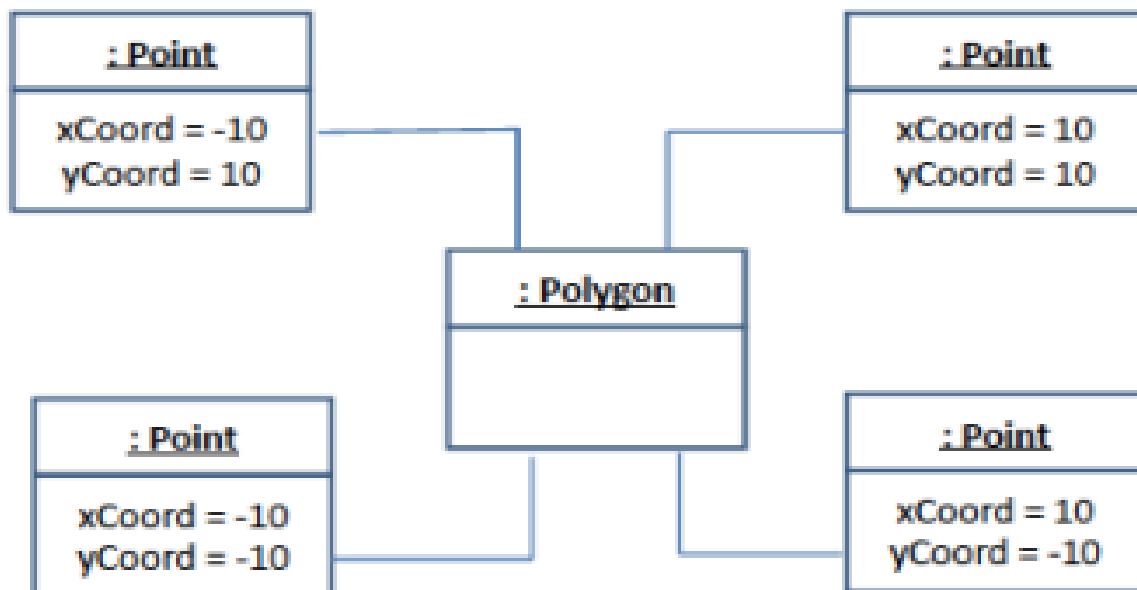 : Point
xCoord = -10
yCoord = 10
: Point
xCoord = 10
yCoord = 10
: Polygon
: Point
xCoord = -10
yCoord = -10
: Point
xCoord = 10
yCoord = -10